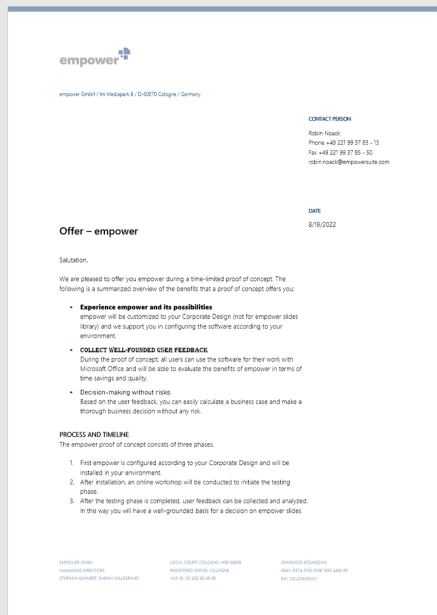 empower
empower GmbH / Im Mediapark 8 / D-50670 Cologne / Germany
CONTACT PERSON
Robin Noack
Phone +49 221 99 37 85 - 13
Fax +49 221 99 37 85 - 50
robin.noack@empowersuite.com
DATE
8/19/2022
Offer – empower
Salutation,
We are pleased to offer you empower during a time-limited proof of concept. The
following is a summarized overview of the benefits that a proof of concept offers you:
• Experience empower and its possibilities
empower will be customized to your Corporate Design (not for empower slides
library) and we support you in configuring the software according to your
environment.
• COLLECT WELL-FOUNDED USER FEEDBACK
During the proof of concept, all users can use the software for their work with
Microsoft Office and will be able to evaluate the benefits of empower in terms of
time savings and quality.
• Decision-making without risks
Based on the user feedback, you can easily calculate a business case and make a
thorough business decision without any risk.
PROCESS AND TIMELINE
The empower proof of concept consists of three phases.
1. First empower is configured according to your Corporate Design and will be
installed in your environment.
2. After installation, an online workshop will be conducted to initiate the testing
phase.
3. After the testing phase is completed, user feedback can be collected and analyzed.
In this way you will have a well-grounded basis for a decision on empower slides.
EMPOWER GMBH
MANAGING DIRECTORS:
LOCAL COURT COLOGNE, HRB
REGISTERED OFFICE: COLOGNE
SPARKASSE KÖLNBONN